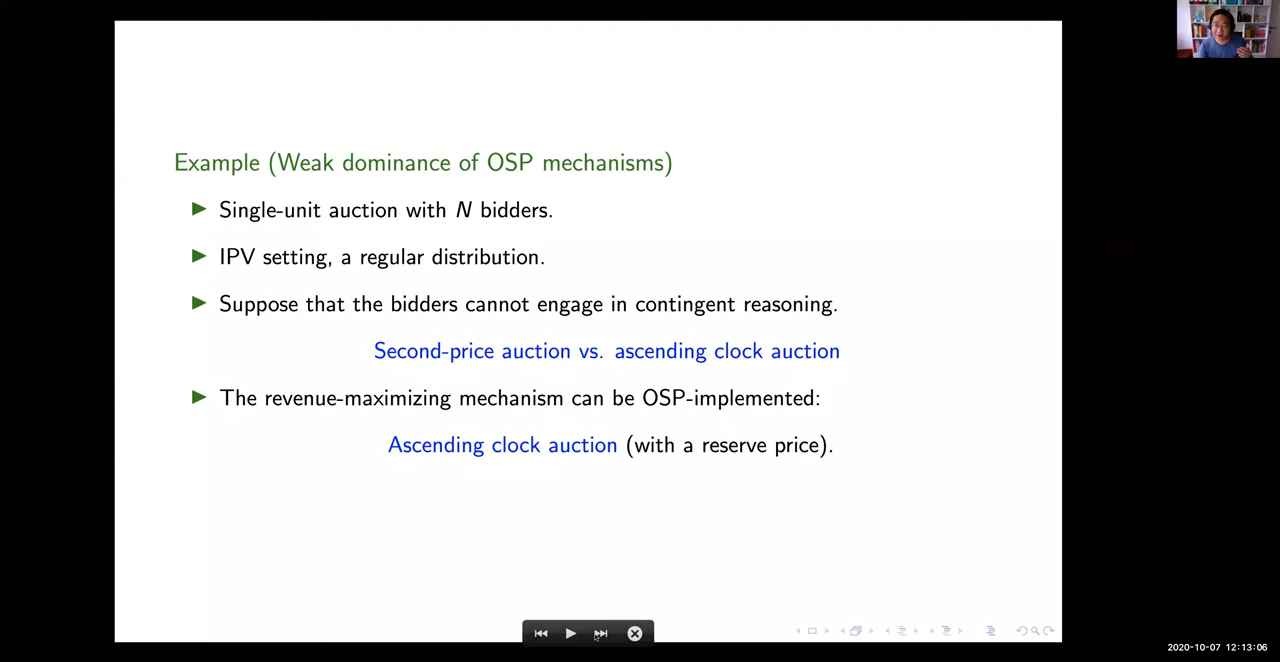 Example (Weak dominance of OSP mechanisms)
Single-unit auction with N bidders.
IPV setting, a regular distribution.
Suppose that the bidders cannot engage in contingent reasoning.
Second-price auction vs. ascending clock auction
The revenue-maximizing mechanism can be OSP-implemented:
Ascending clock auction (with a reserve price).
2020-10-07 12:13:06